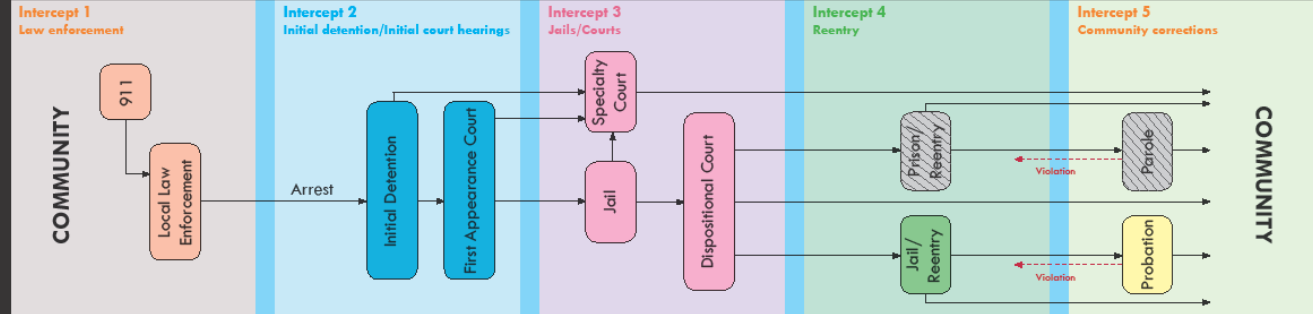 Intercept 1
Law enforcement
Intercept 2
Initial detention/Initial court hearings
Intercept 3
Jails/Courts
Intercept 4
Reentry
Intercept 5
Community corrections
COMMUNITY
911
Local Law
Enforcement
Arrest
Initial Detention
First Appearance Court
Specialty
Court
Jail
Dispositional Court
Prison/
Reentry
Jail/
Reentry
Violation
Violation
Parole
Probation
COMMUNITY